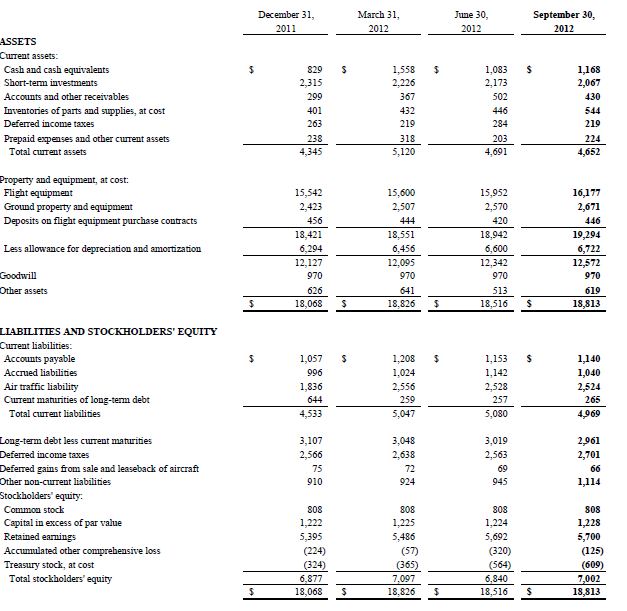 December 31, March 31, June 30, September 30,
2011 2012 2012 2012
ASSETS
Current assets:
Cash and cash equivalents $ 829 $ 1,558 $ 1,083 $ 1,168
Short-term investments 2,315 2,226 2,173 2,067
Accounts and other receivables 299 367 502 430
Inventories of parts and supplies, at cost 401 432 446 544
Deferred income taxes 263 219 284 219
Prepaid expenses and other current assets 238 318 203 224
Total current assets 4,345 5,120 4,691 4,652
Property and equipment, at cost:
Flight equipment 15,542 15,600 15,952 16,177
Ground property and equipment 2,423 2,507 2,570 2,671
Deposits on flight equipment purchase contracts 456 444 420 446
18,421 18,551 18,942 19,294
Less allowance for depreciation and amortization 6,294 6,456 6,600 6,722
12,127 12,095 12,342 12,572
Goodwill 970 970 970 970
Other assets 626 641 513 619
$ 18,068 $ 18,826 $ 18,516 $ 18,813
LIABILITIES AND STOCKHOLDERS' EQUITY
Current liabilities:
Accounts payable $ 1,057 $ 1,208 $ 1,153 $ 1,140
Accrued liabilities 996 1,024 1,142 1,040
Air traffic liability 1,836 2,556 2,528 2,524
Current maturities of long-term debt 644 259 257 265
Total current liabilities 4,533 5,047 5,080 4,969
Long-term debt less current maturities 3,107 3,048 3,019 2,961
Deferred income taxes 2,566 2,638 2,563 2,701
Deferred gains from sale and leaseback of aircraft 75 72 69 66
Other non-current liabilities 910 924 945 1,114
Stockholders' equity:
Common stock 808 808 808 808
Capital in excess of par value 1,222 1,225 1,224 1,228
Retained earnings 5,395 5,486 5,692 5,700
Accumulated other comprehensive loss (224) (57) (320) (125)
Treasury stock, at cost (324) (365) (564) (609)
Total stockholders' equity 6,877 7,097 6,840 7,002
$ 18,068 $ 18,826 $ 18,516 $ 18,813